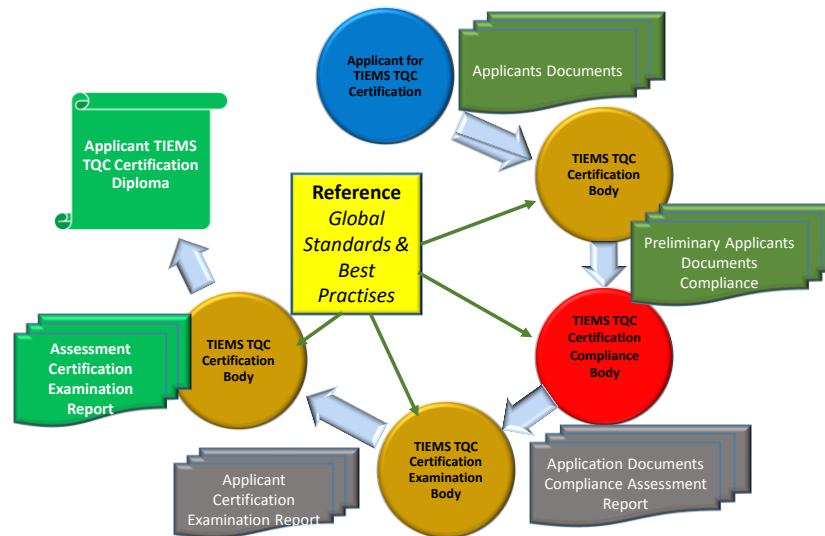 Applicant for
TIEMS TQC
Certification
Applicants Documents
Applicant TIEMS
TQC Certification
Diploma
TIEMS TQC
Certification
Body
Reference
Global
Standards &
Best
Practises
Preliminary Applicants
Documents
Compliance
TIEMS TQC
Certification
Compliance
Body
TIEMS TQC
Certification
Body
Assessment
Certification
Examination
Report
TIEMS TQC
Certification
Examination
Body
Application Documents
Compliance Assessment
Report
Applicant
Certification
Examination Report